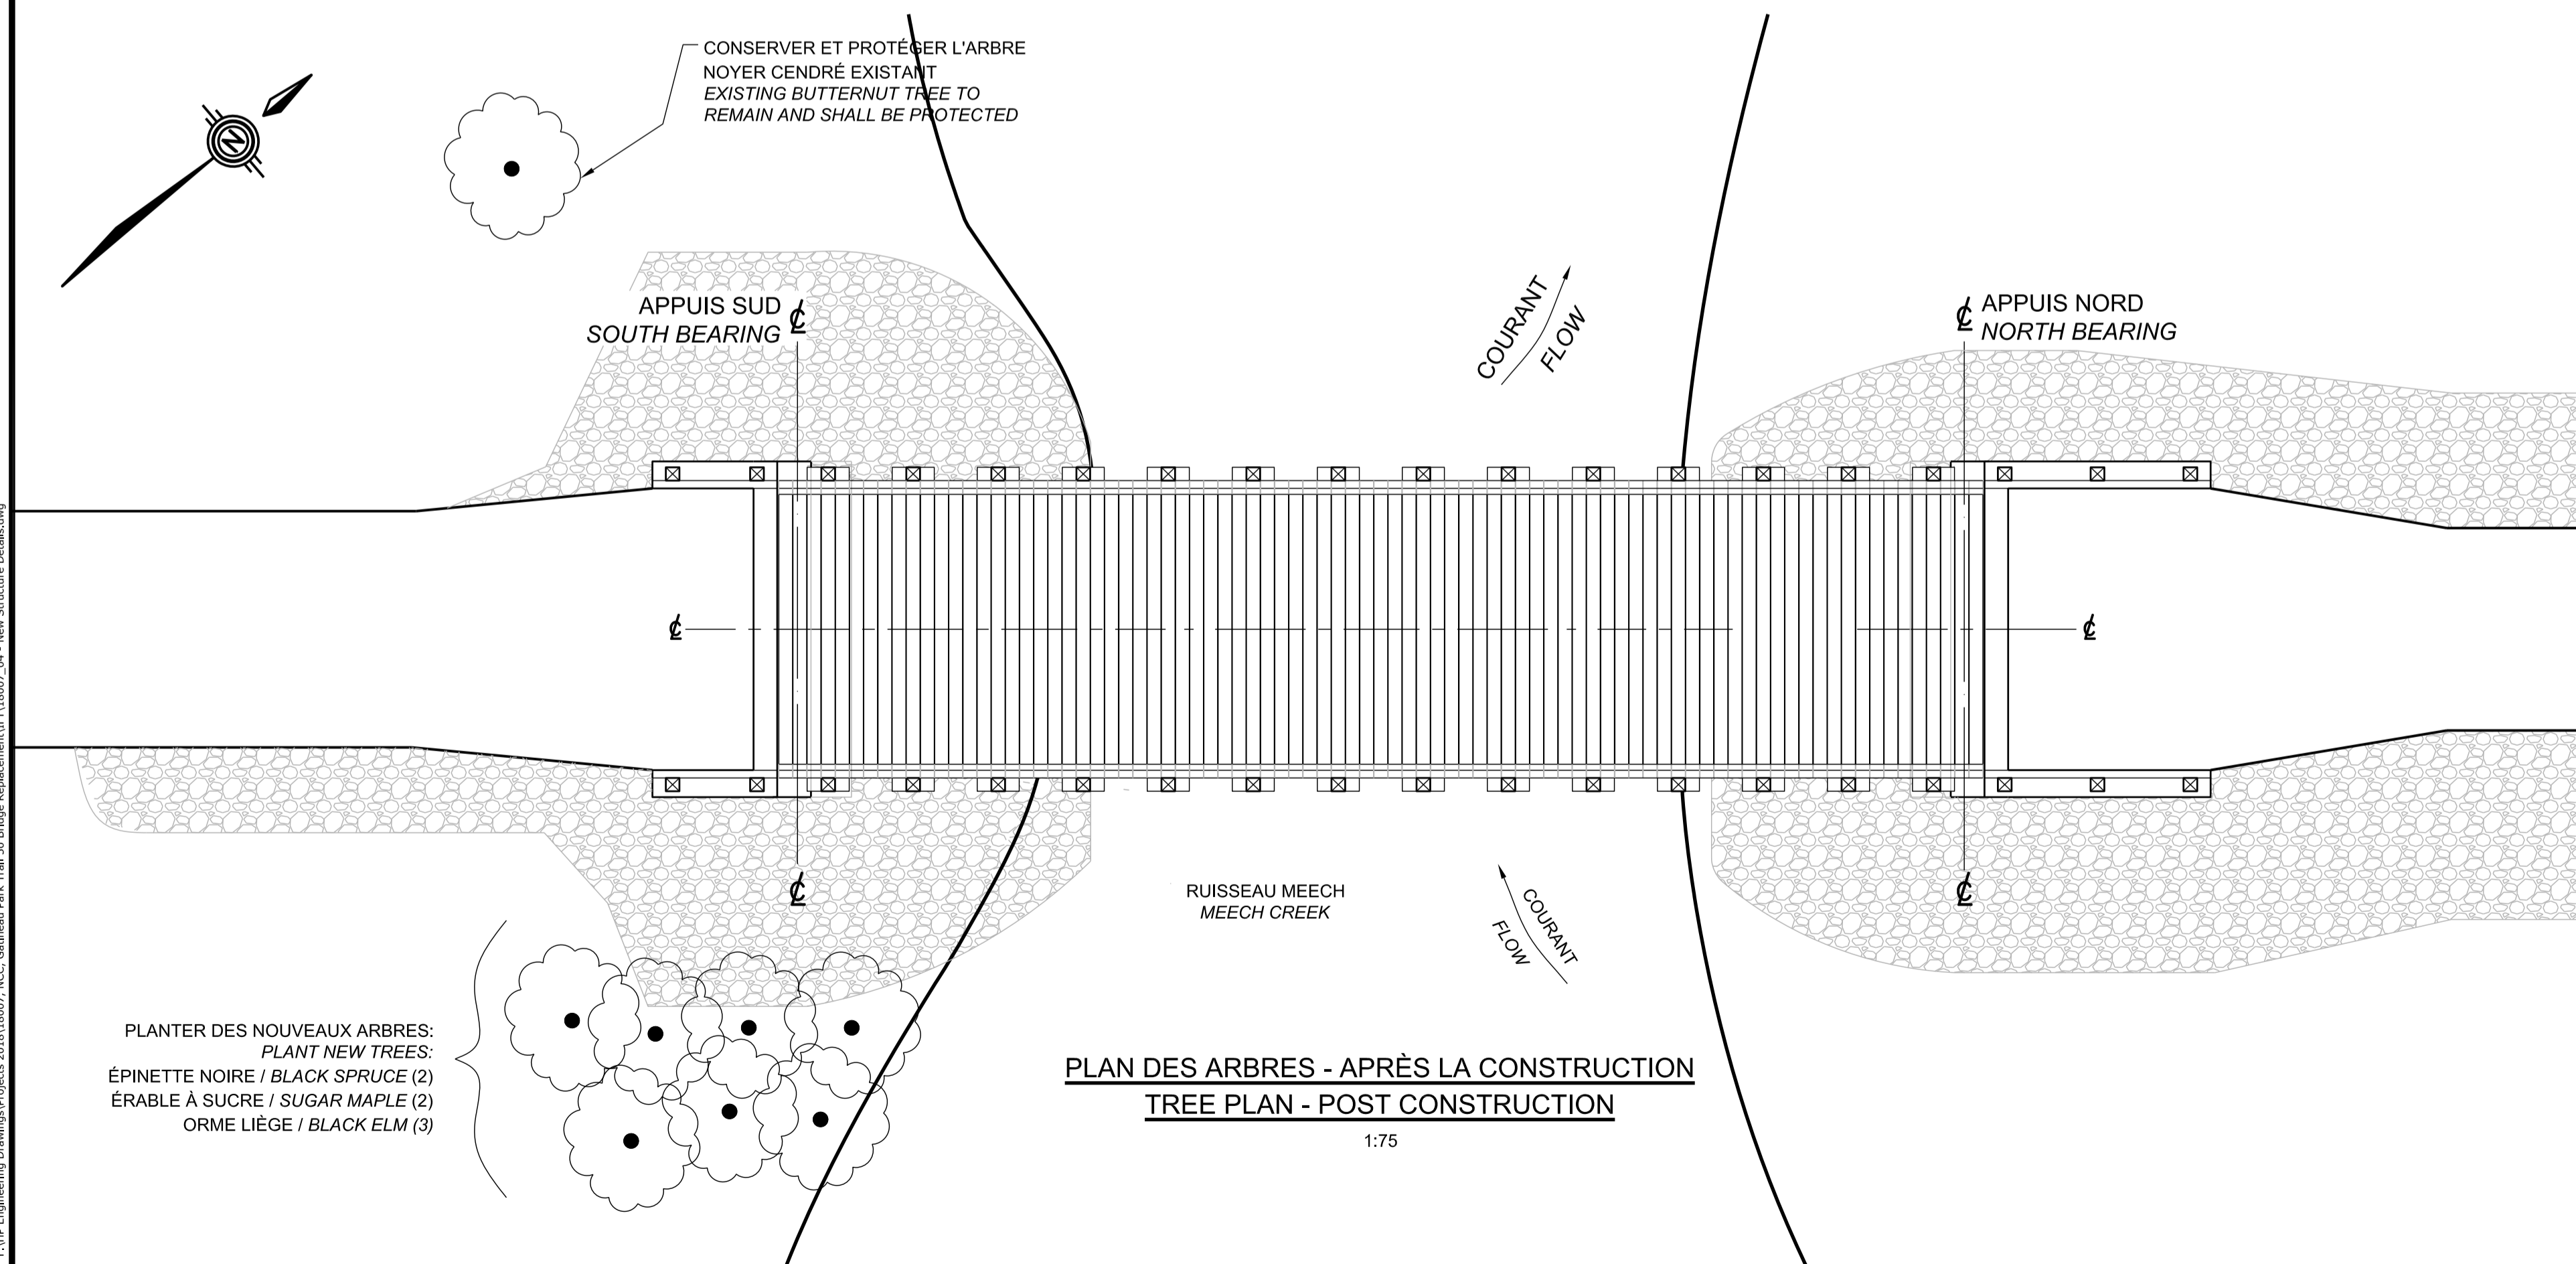 CONSERVER ET PROTÉGER L'ARBRE
NOYER CENDRÉ EXISTANT
EXISTING BUTTERNUT TREE TO
REMAIN AND SHALL BE PROTECTED
N
APPUIS SUD
SOUTH BEARING
COURANT
FLOW
APPUIS NORD
NORTH BEARING
RUISSEAU MEECH
MEECH CREEK
COURANT
FLOW
PLANTER DES NOUVEAUX ARBRES:
PLANT NEW TREES:
ÉPINETTE NOIRE / BLACK SPRUCE (2)
ÉRABLE À SUCRE / SUGAR MAPLE (2)
ORME LIÈGE / BLACK ELM (3)
PLAN DES ARBRES - APRÈS LA CONSTRUCTION
TREE PLAN - POST CONSTRUCTION
1:75